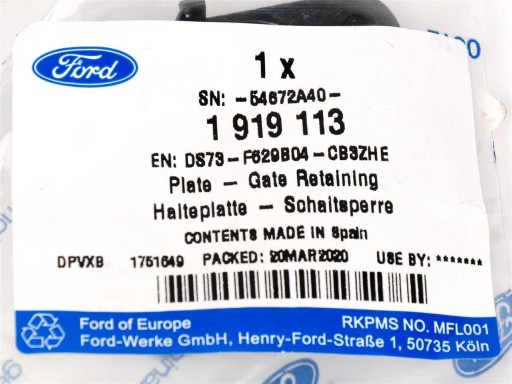 Ford
1 x
SN: -54672A40-
1 919 113
EN: DS73-F629B04-CB3ZHE
Plate - Gate Retaining
Halteplatte - Schaltsperre
CONTENTS MADE IN Spain
DPVXB 1751649 PACKED: 20MAR2020 USE BY: *******
Ford of Europe
Ford-Werke GmbH, Henry-Ford-Straße 1, 50735 Köln
RKPMS NO. MFL001